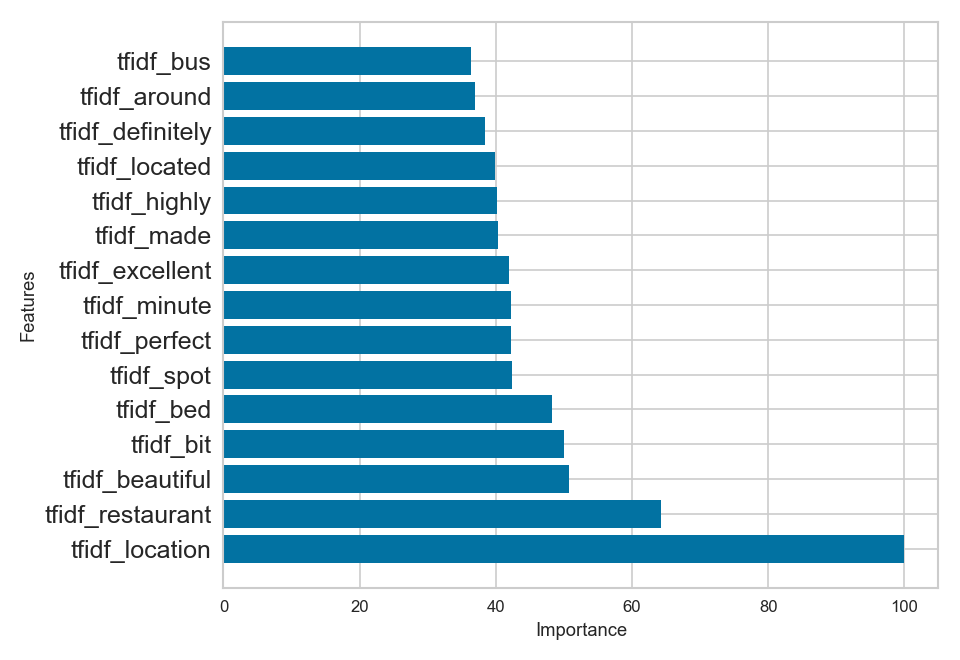 tfidf_bus
tfidf_around
tfidf_definitely
tfidf_located
tfidf_highly
tfidf_made
tfidf_excellent
tfidf_minute
tfidf_perfect
tfidf_spot
tfidf_bed
tfidf_bit
tfidf_beautiful
tfidf_restaurant
tfidf_location
Features
0 20 40 60 80 100
Importance